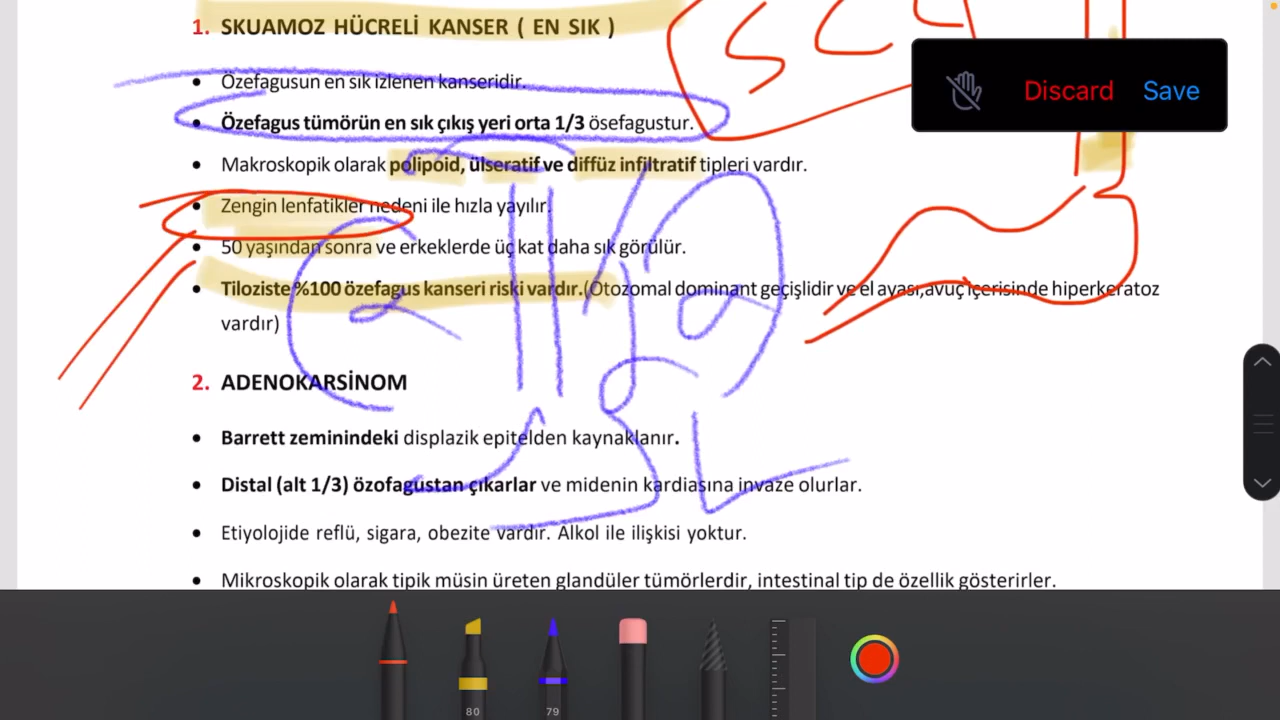 1. SKUAMOZ HÜCRELİ KANSER ( EN SIK )
SCC
Discard Save
• Özefagusun en sık izlenen kanseridir.
• Özefagus tümörün en sık çıkış yeri orta 1/3 ösefagustur.
• Makroskopik olarak polipoid, ülseratif ve diffüz infiltratif tipleri vardır.
• Zengin lenfatikler nedeni ile hızla yayılır.
• 50 yaşından sonra ve erkeklerde üç kat daha sık görülür.
• Tiloziste %100 özefagus kanseri riski vardır.(Otozomal dominant geçişlidir ve el ayası,avuç içerisinde hiperkeratoz
vardır)
2. ADENOKARSİNOM
• Barrett zeminindeki displazik epitelden kaynaklanır.
• Distal (alt 1/3) özofagustan çıkarlar ve midenin kardiasına invaze olurlar.
• Etiyolojide reflü, sigara, obezite vardır. Alkol ile ilişkisi yoktur.
• Mikroskopik olarak tipik müsin üreten glandüler tümörlerdir, intestinal tip de özellik gösterirler.
80 79